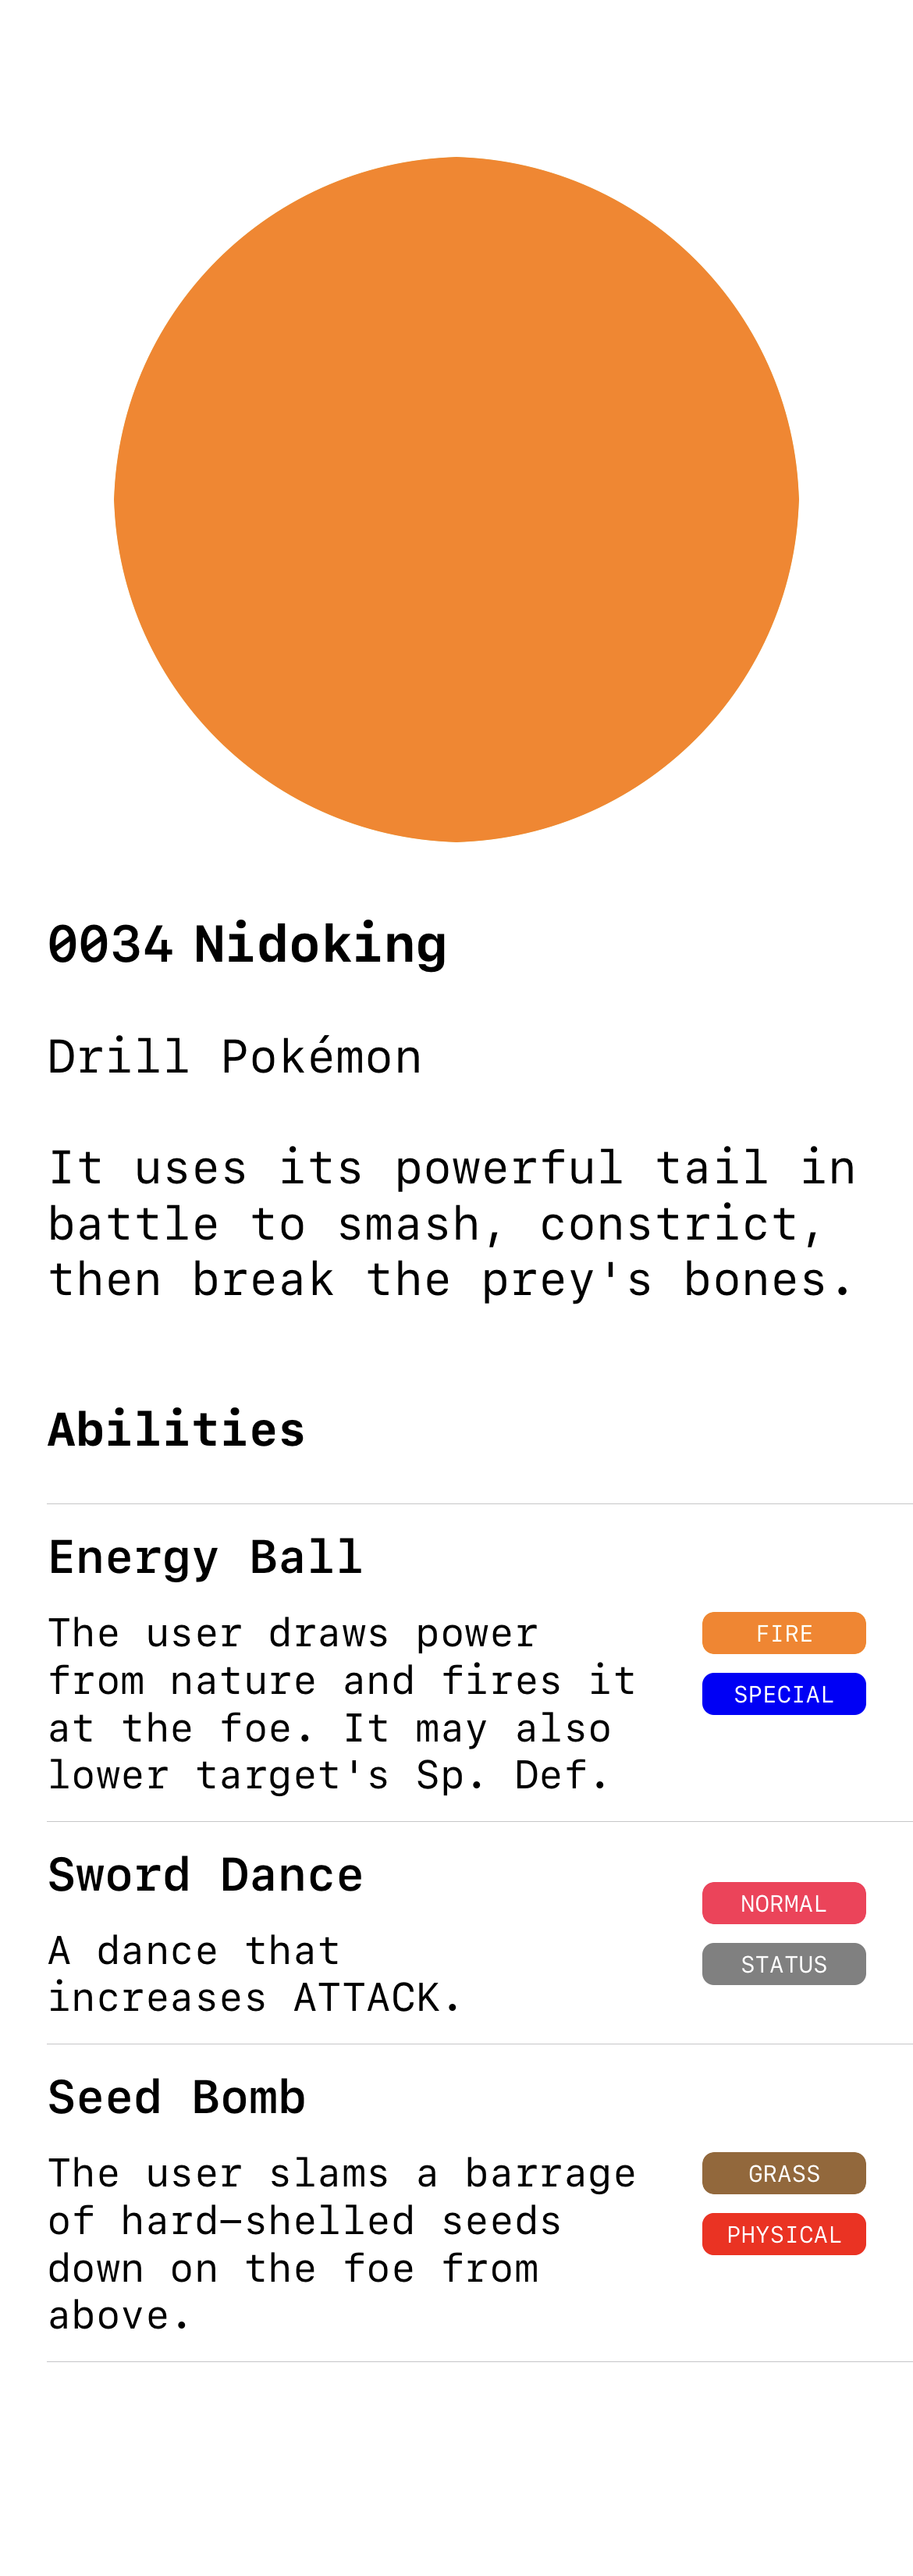 0034 Nidoking
Drill Pokémon
It uses its powerful tail in
battle to smash, constrict,
then break the prey's bones.
Abilities
Energy Ball
The user draws power
from nature and fires it
at the foe. It may also
lower target's Sp. Def.
FIRE
SPECIAL
Sword Dance
A dance that
increases ATTACK.
NORMAL
STATUS
Seed Bomb
The user slams a barrage
of hard–shelled seeds
down on the foe from
above.
GRASS
PHYSICAL